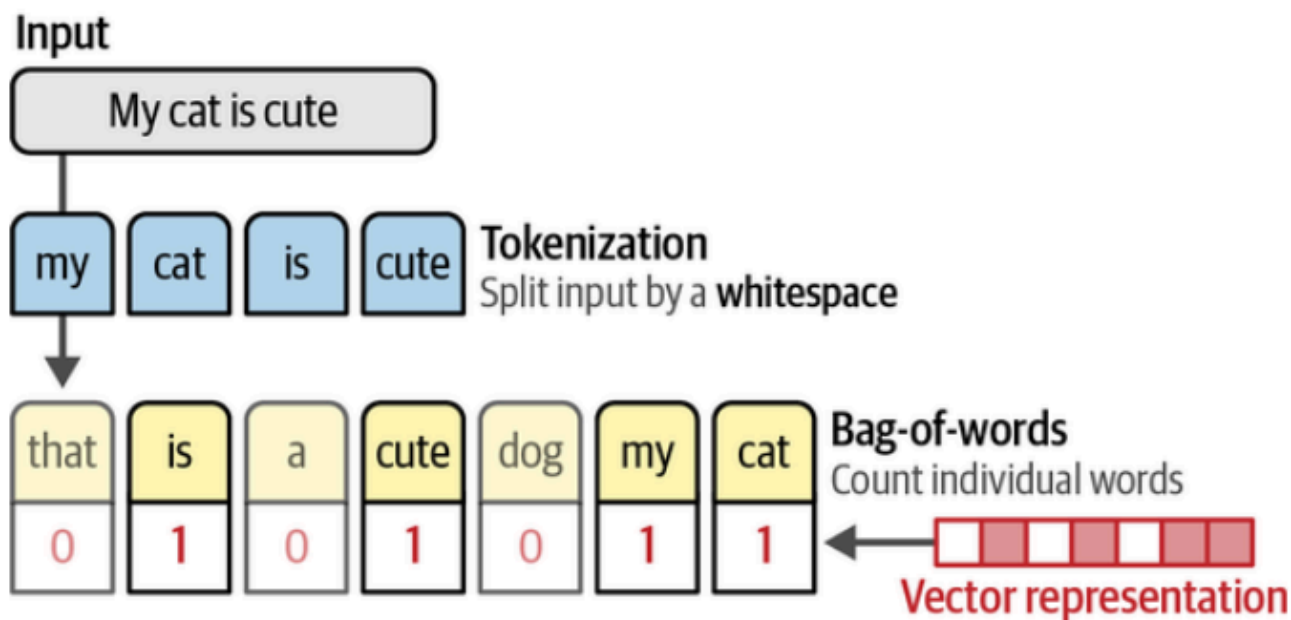 Input
My cat is cute
my cat is cute
Tokenization
Split input by a whitespace
that is a cute dog my cat
0 1 0 1 0 1 1
Bag-of-words
Count individual words
Vector representation